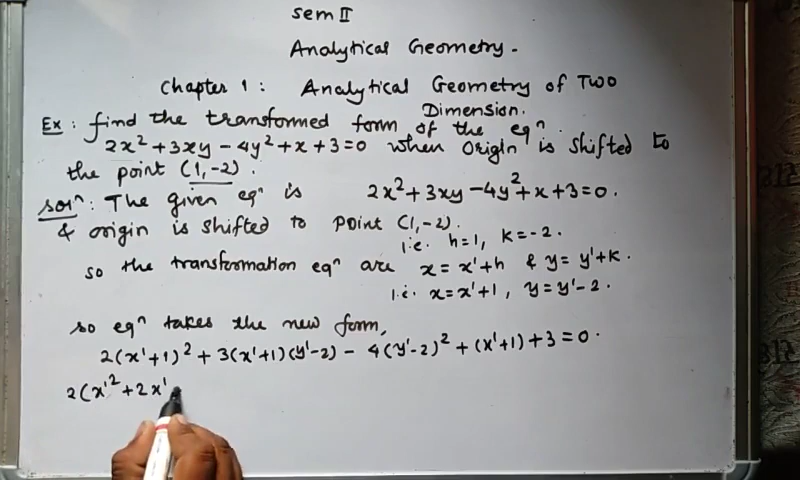 Sem II
Analytical Geometry.
Chapter 1: Analytical Geometry of Two
Dimension.
Ex: find the transformed form of the eqⁿ.
2x² + 3xy - 4y² + x + 3 = 0 when origin is shifted to
the point (1, -2).
Solⁿ: The given eqⁿ is 2x² + 3xy - 4y² + x + 3 = 0.
& origin is shifted to point (1, -2).
i.e. h = 1, k = -2.
so the transformation eqⁿ are x = x' + h & y = y' + k.
i.e. x = x' + 1, y = y' - 2.
so eqⁿ takes the new form,
2(x' + 1)² + 3(x' + 1)(y' - 2) - 4(y' - 2)² + (x' + 1) + 3 = 0.
2(x'² + 2x'